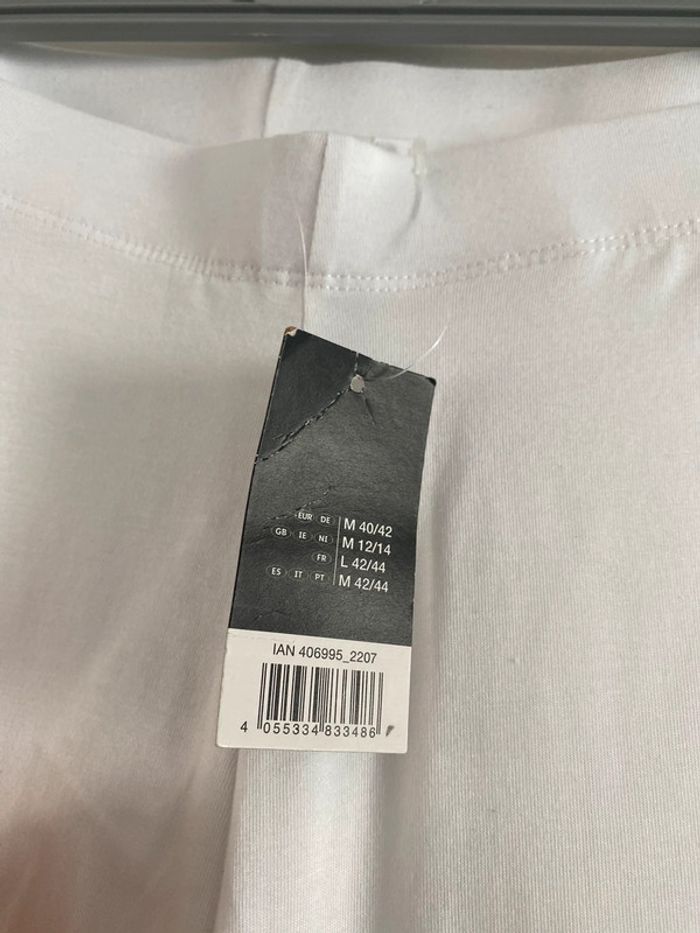 EUR DE M 40/42
GB IE NI M 12/14
FR L 42/44
ES IT PT M 42/44
IAN 406995_2207
4 055334 833486